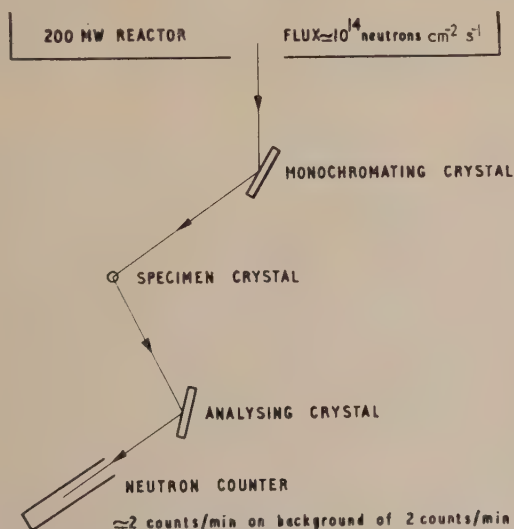 200 MW REACTOR FLUX≃10¹⁴ neutrons cm⁻² s⁻¹
MONOCHROMATING CRYSTAL
SPECIMEN CRYSTAL
ANALYSING CRYSTAL
NEUTRON COUNTER
≃2 counts/min on background of 2 counts/min